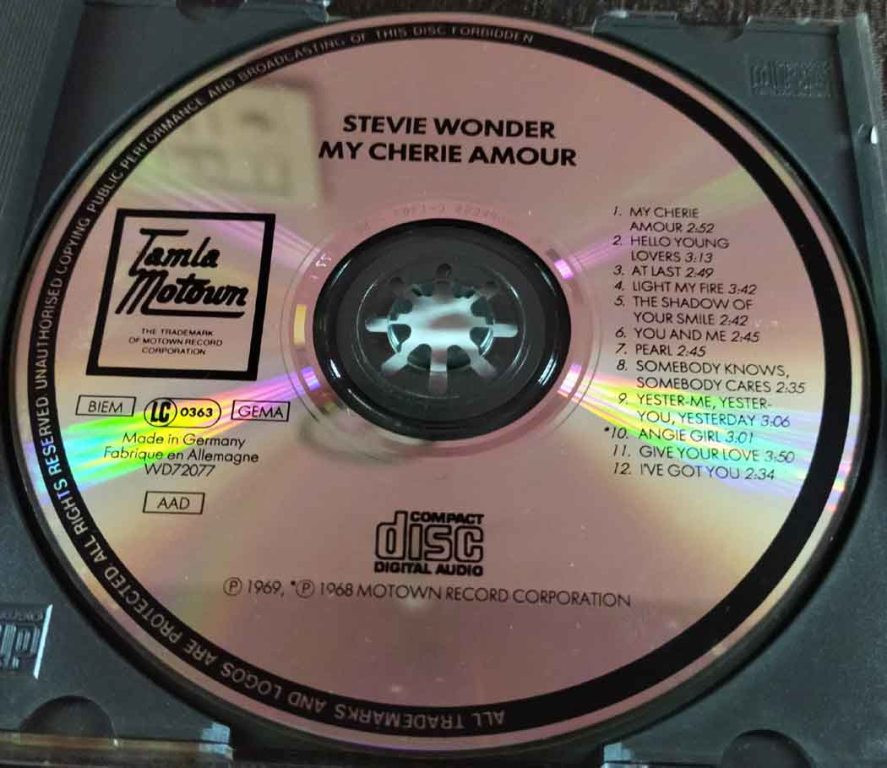 UNAUTHORISED COPYING PUBLIC PERFORMANCE AND BROADCASTING OF THIS DISC FORBIDDEN
STEVIE WONDER
MY CHERIE AMOUR
Tamla
Motown
THE TRADEMARK
OF MOTOWN RECORD
CORPORATION
1. MY CHERIE
AMOUR 2:52
2. HELLO YOUNG
LOVERS 3:13
3. AT LAST 2:49
4. LIGHT MY FIRE 3:42
5. THE SHADOW OF
YOUR SMILE 2:42
6. YOU AND ME 2:45
7. PEARL 2:45
8. SOMEBODY KNOWS,
SOMEBODY CARES 2:35
9. YESTER-ME, YESTER-
YOU, YESTERDAY 3:06
*10. ANGIE GIRL 3:01
11. GIVE YOUR LOVE 3:50
12. I'VE GOT YOU 2:34
BIEM LC 0363 GEMA
Made in Germany
Fabriqué en Allemagne
WD72077
AAD
COMPACT
disc
DIGITAL AUDIO
Ⓟ 1969, *Ⓟ 1968 MOTOWN RECORD CORPORATION
ALL TRADEMARKS AND LOGOS ARE PROTECTED ALL RIGHTS RESERVED